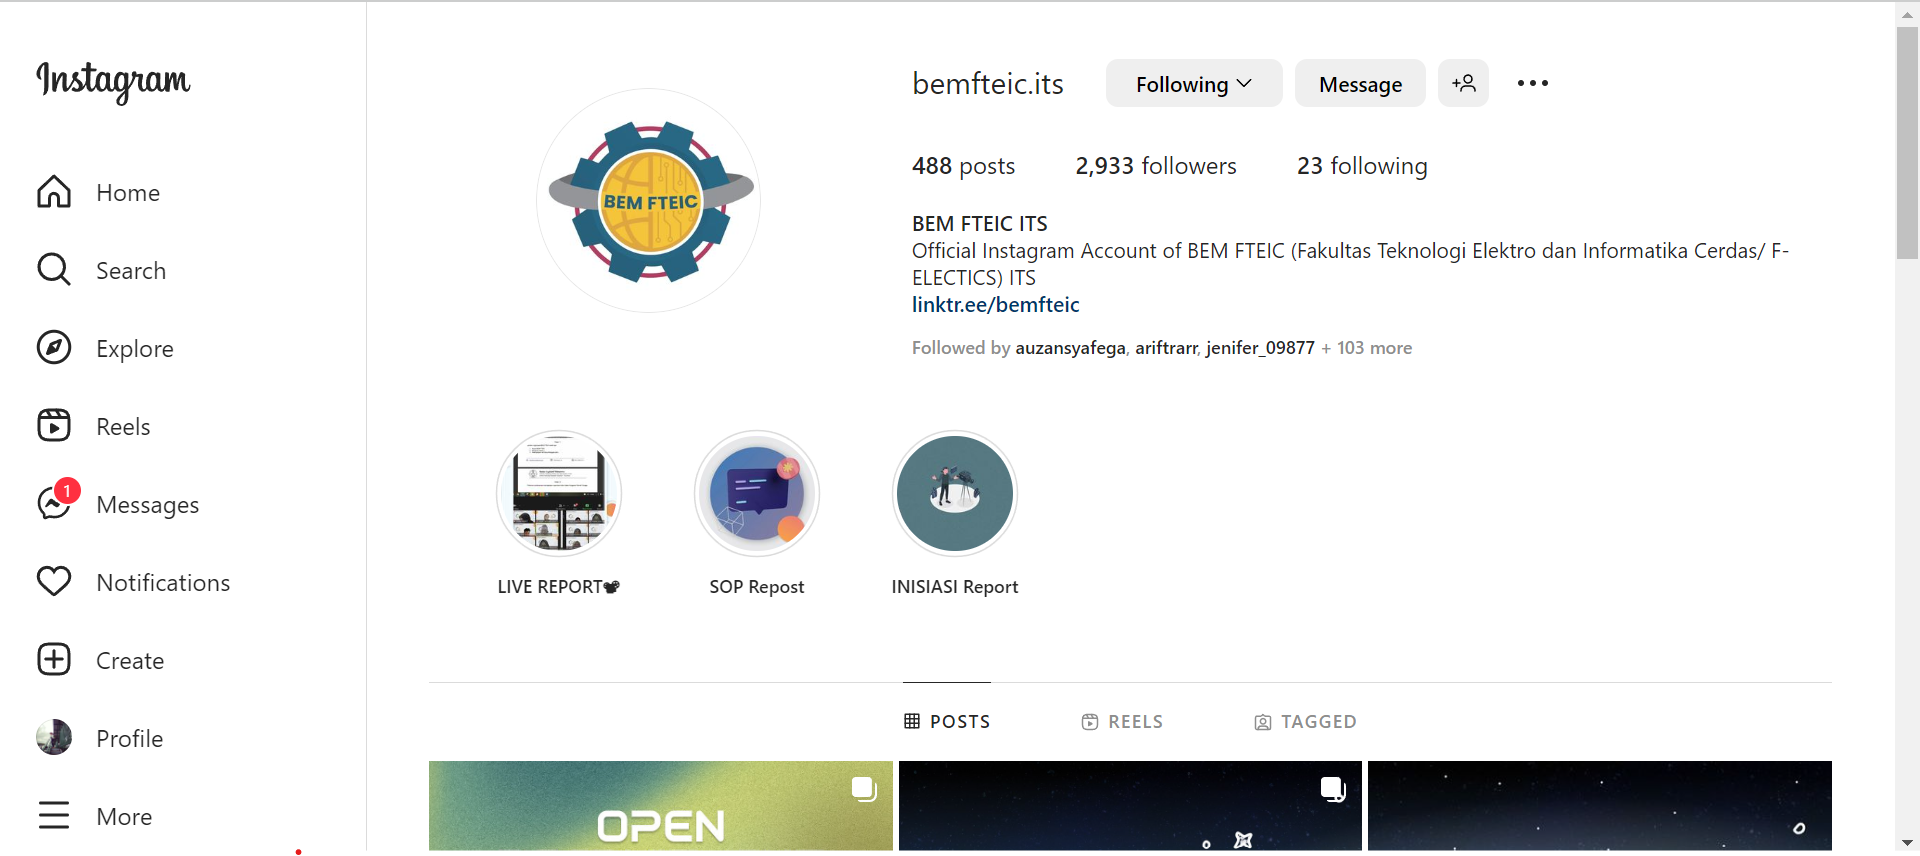 Instagram
Home
Search
Explore
Reels
1
Messages
Notifications
Create
Profile
More
BEM FTEIC
bemfteic.its
Following
Message
488 posts
2,933 followers
23 following
BEM FTEIC ITS
Official Instagram Account of BEM FTEIC (Fakultas Teknologi Elektro dan Informatika Cerdas/ F-
ELECTICS) ITS
linktr.ee/bemfteic
Followed by auzansyafega, ariftrarr, jenifer_09877 + 103 more
LIVE REPORT📽
SOP Repost
INISIASI Report
POSTS
REELS
TAGGED
OPEN